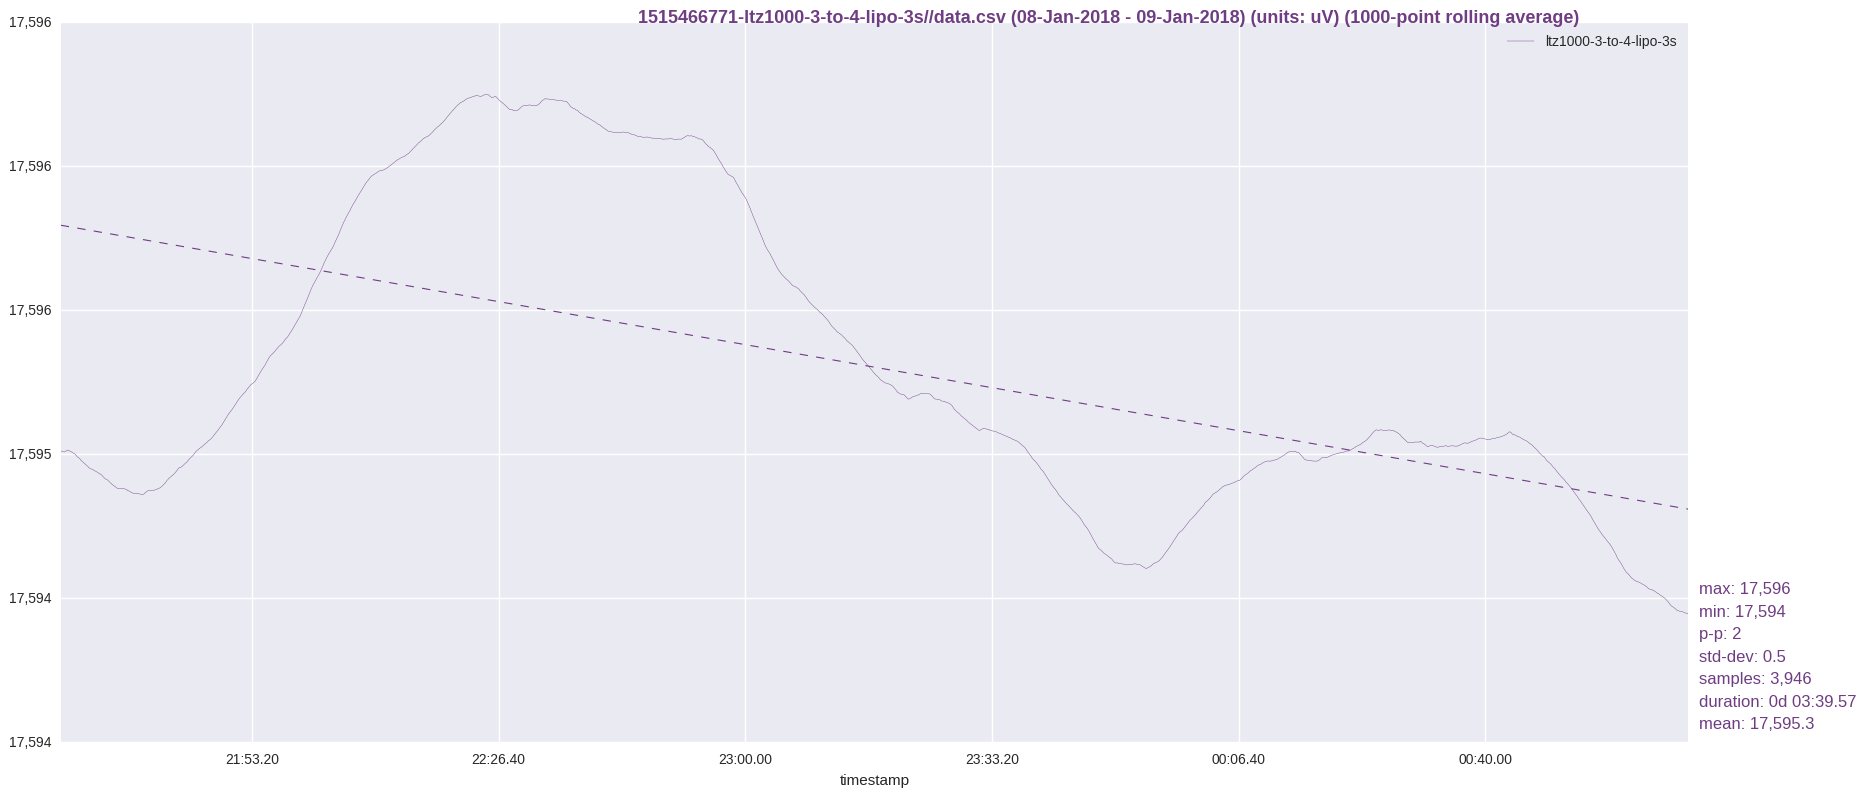 1515466771-ltz1000-3-to-4-lipo-3s//data.csv (08-Jan-2018 - 09-Jan-2018) (units: uV) (1000-point rolling average)
ltz1000-3-to-4-lipo-3s
17,596
17,596
17,596
17,595
17,594
17,594
max: 17,596
min: 17,594
p-p: 2
std-dev: 0.5
samples: 3,946
duration: 0d 03:39.57
mean: 17,595.3
21:53.20 22:26.40 23:00.00 23:33.20 00:06.40 00:40.00
timestamp